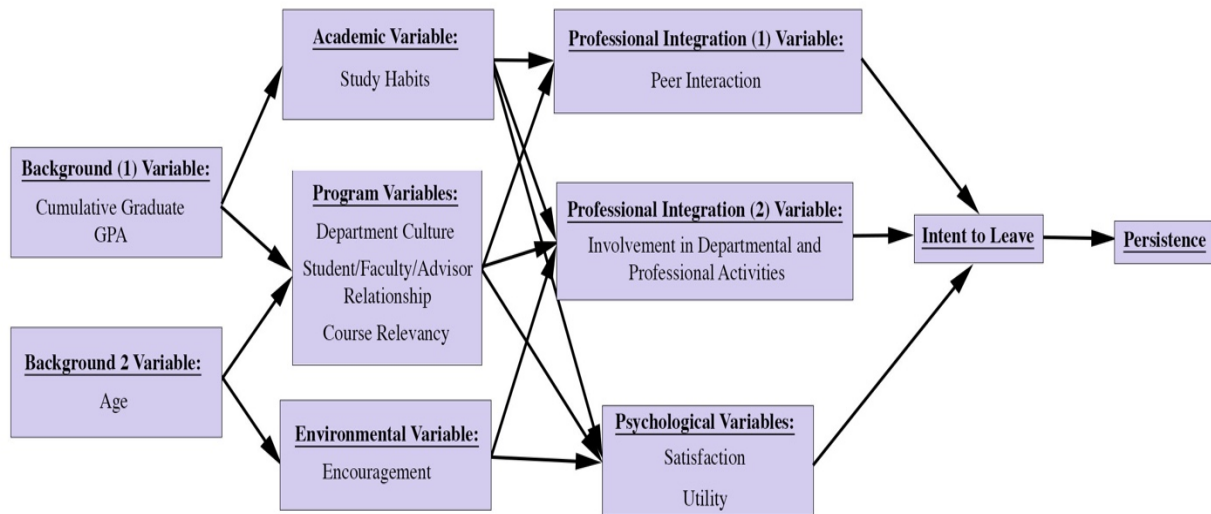 Background (1) Variable:
Cumulative Graduate
GPA
Background 2 Variable:
Age
Academic Variable:
Study Habits
Program Variables:
Department Culture
Student/Faculty/Advisor
Relationship
Course Relevancy
Environmental Variable:
Encouragement
Professional Integration (1) Variable:
Peer Interaction
Professional Integration (2) Variable:
Involvement in Departmental and
Professional Activities
Psychological Variables:
Satisfaction
Utility
Intent to Leave
Persistence